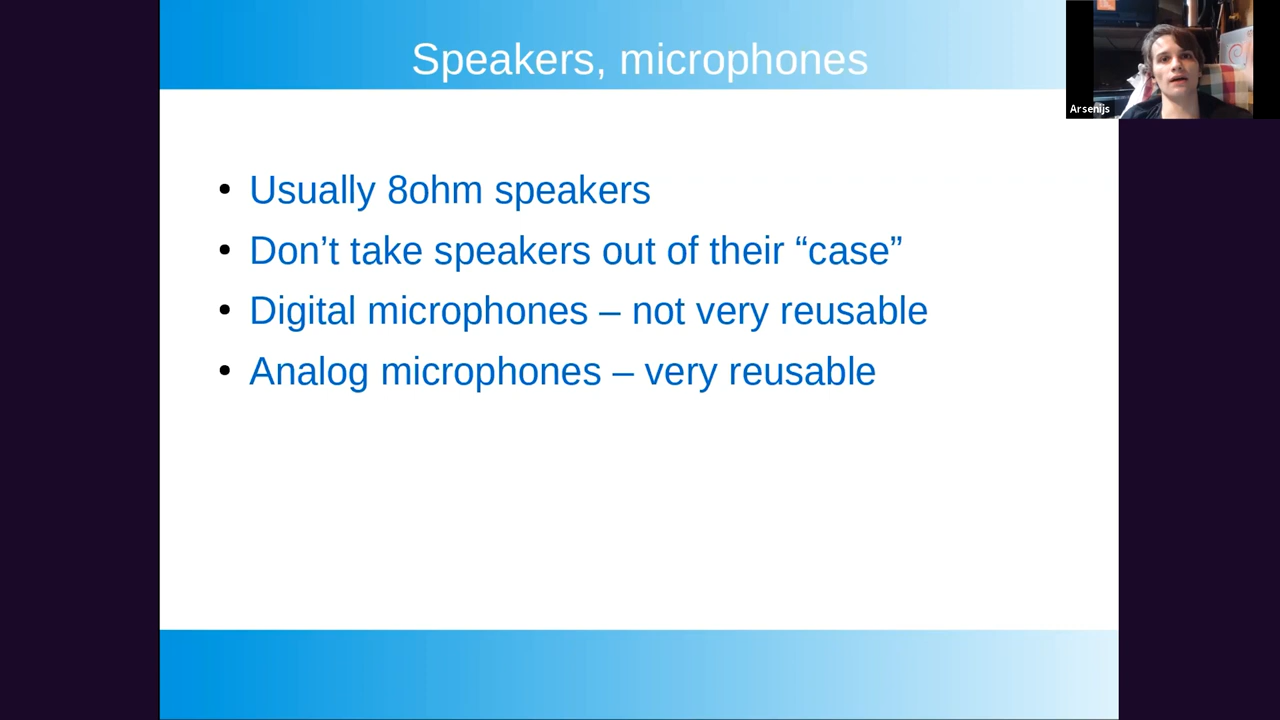 Speakers, microphones
Arsenijs
• Usually 8ohm speakers
• Don’t take speakers out of their “case”
• Digital microphones – not very reusable
• Analog microphones – very reusable